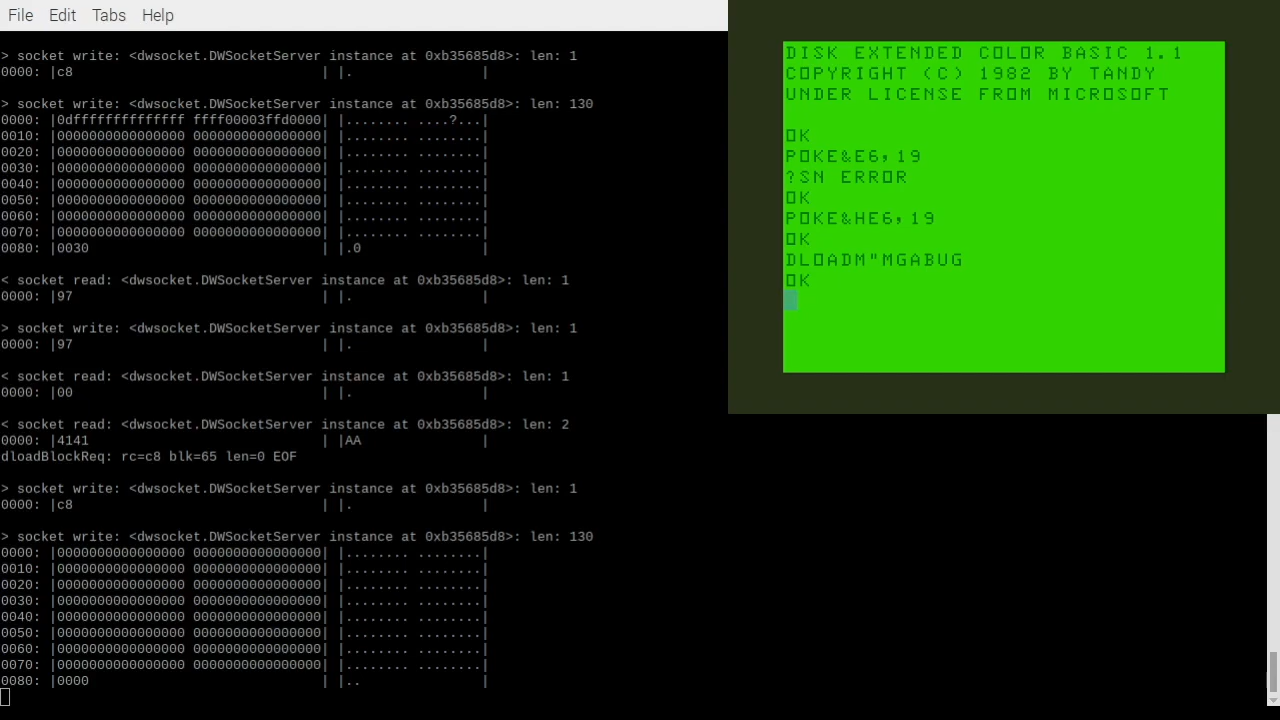 File Edit Tabs Help
> socket write: <dwsocket.DWSocketServer instance at 0xb35685d8>: len: 1
0000: |c8 | |. |
> socket write: <dwsocket.DWSocketServer instance at 0xb35685d8>: len: 130
0000: |0dffffffffffffff ffff00003ffd0000| |........ ....?...|
0010: |0000000000000000 0000000000000000| |........ ........|
0020: |0000000000000000 0000000000000000| |........ ........|
0030: |0000000000000000 0000000000000000| |........ ........|
0040: |0000000000000000 0000000000000000| |........ ........|
0050: |0000000000000000 0000000000000000| |........ ........|
0060: |0000000000000000 0000000000000000| |........ ........|
0070: |0000000000000000 0000000000000000| |........ ........|
0080: |0030 | |.0 |
< socket read: <dwsocket.DWSocketServer instance at 0xb35685d8>: len: 1
0000: |97 | |. |
> socket write: <dwsocket.DWSocketServer instance at 0xb35685d8>: len: 1
0000: |97 | |. |
< socket read: <dwsocket.DWSocketServer instance at 0xb35685d8>: len: 1
0000: |00 | |. |
< socket read: <dwsocket.DWSocketServer instance at 0xb35685d8>: len: 2
0000: |4141 | |AA |
dloadBlockReq: rc=c8 blk=65 len=0 EOF
> socket write: <dwsocket.DWSocketServer instance at 0xb35685d8>: len: 1
0000: |c8 | |. |
> socket write: <dwsocket.DWSocketServer instance at 0xb35685d8>: len: 130
0000: |0000000000000000 0000000000000000| |........ ........|
0010: |0000000000000000 0000000000000000| |........ ........|
0020: |0000000000000000 0000000000000000| |........ ........|
0030: |0000000000000000 0000000000000000| |........ ........|
0040: |0000000000000000 0000000000000000| |........ ........|
0050: |0000000000000000 0000000000000000| |........ ........|
0060: |0000000000000000 0000000000000000| |........ ........|
0070: |0000000000000000 0000000000000000| |........ ........|
0080: |0000 | |.. |
DISK EXTENDED COLOR BASIC 1.1
COPYRIGHT (C) 1982 BY TANDY
UNDER LICENSE FROM MICROSOFT
OK
POKE&E6,19
?SN ERROR
OK
POKE&HE6,19
OK
DLOADM"MGABUG
OK